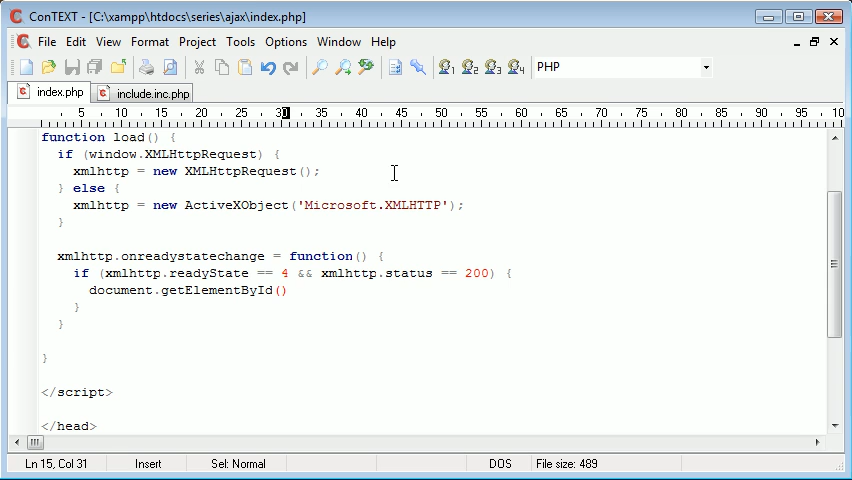 ConTEXT - [C:\xampp\htdocs\series\ajax\index.php]
File Edit View Format Project Tools Options Window Help
1 2 3 4 PHP
index.php include.inc.php
5 10 15 20 25 30 35 40 45 50 55 60 65 70 75 80 85 90 95 10
function load() {
if (window.XMLHttpRequest) {
xmlhttp = new XMLHttpRequest();
} else {
xmlhttp = new ActiveXObject('Microsoft.XMLHTTP');
}
xmlhttp.onreadystatechange = function() {
if (xmlhttp.readyState == 4 && xmlhttp.status == 200) {
document.getElementById()
}
}
}
</script>
</head>
Ln 15, Col 31 Insert Sel: Normal DOS File size: 489